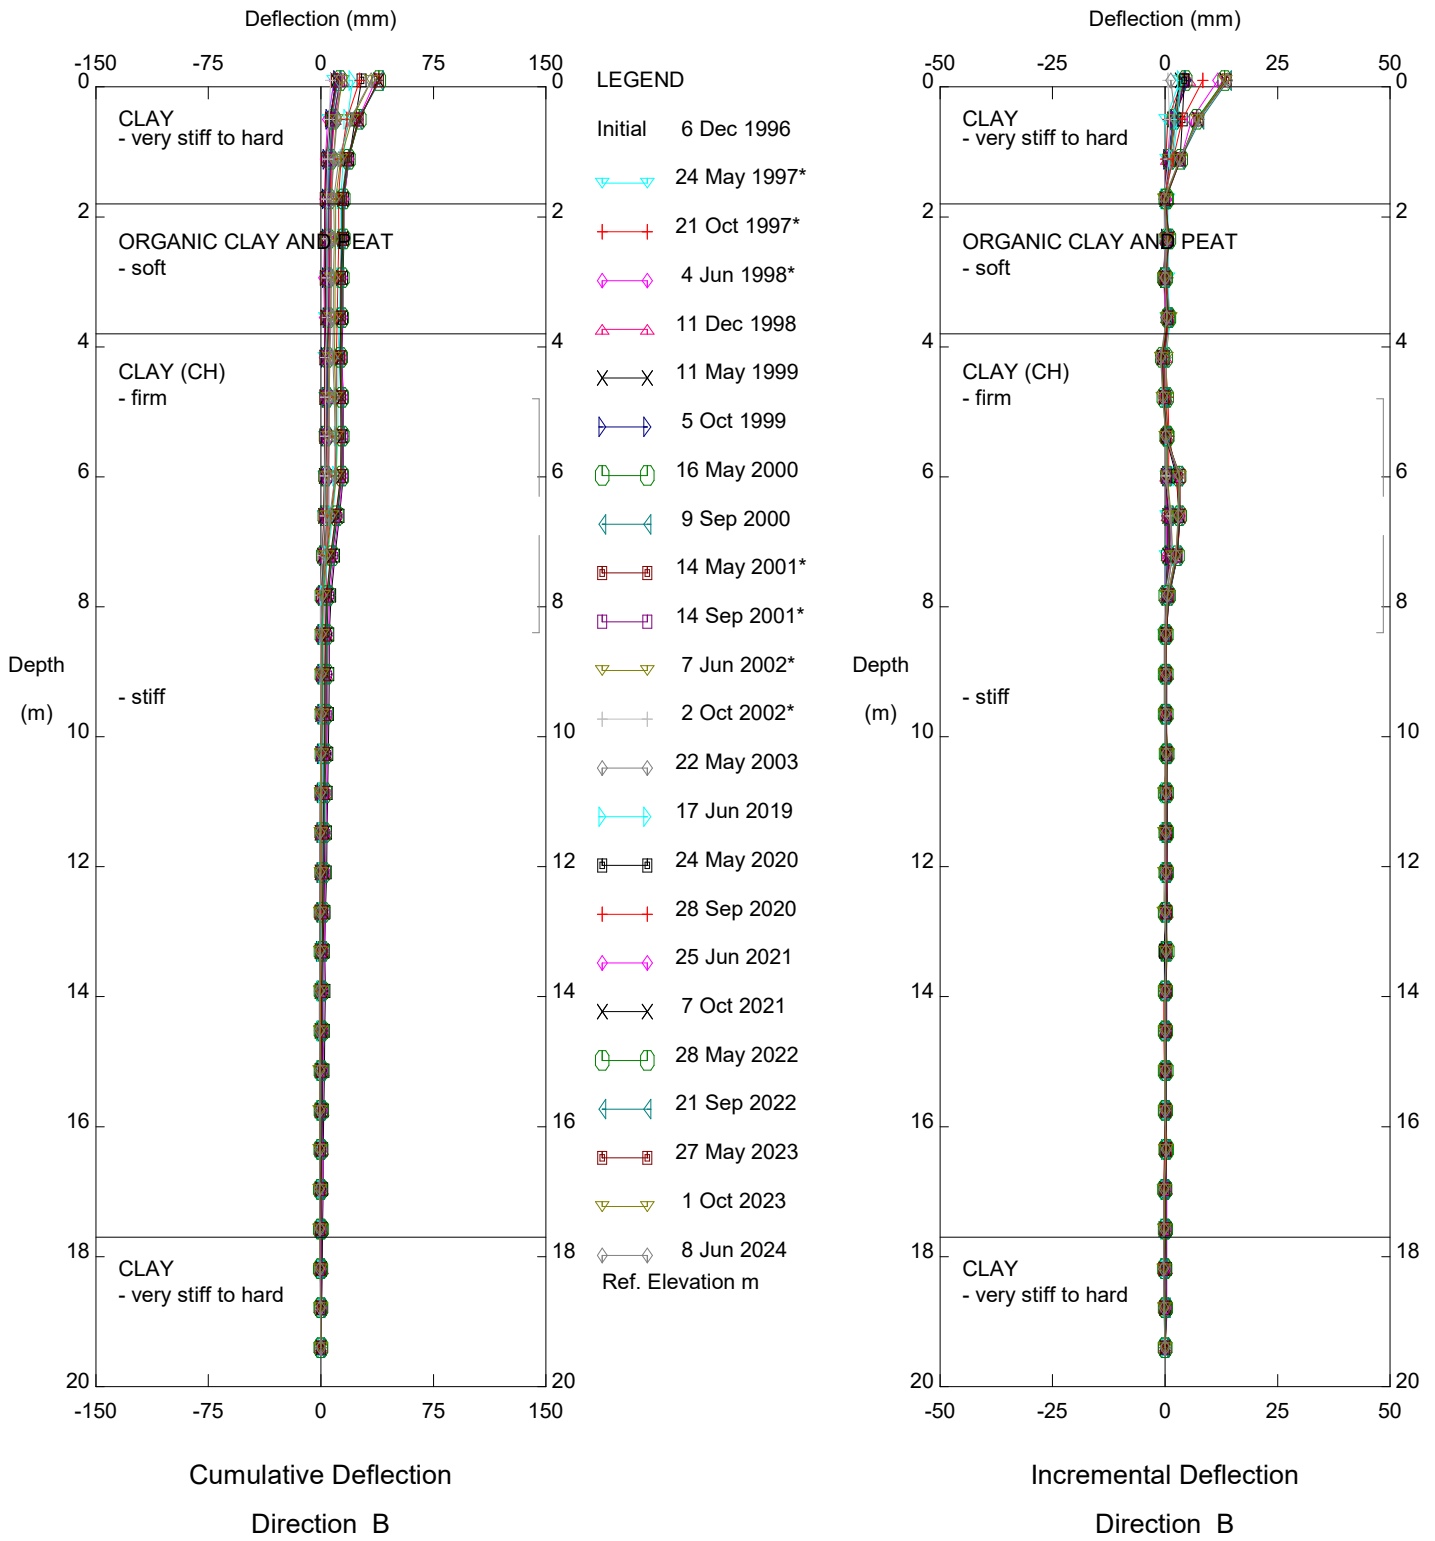 Deflection (mm)
-150 -75 0 75 150
0 0
CLAY
- very stiff to hard
2 2
ORGANIC CLAY AND PEAT
- soft
4 4
CLAY (CH)
- firm
6 6
8 8
Depth
(m)
- stiff
10 10
12 12
14 14
16 16
18 18
CLAY
- very stiff to hard
20 20
-150 -75 0 75 150
Cumulative Deflection
Direction B
LEGEND
Initial 6 Dec 1996
24 May 1997*
21 Oct 1997*
4 Jun 1998*
11 Dec 1998
11 May 1999
5 Oct 1999
16 May 2000
9 Sep 2000
14 May 2001*
14 Sep 2001*
7 Jun 2002*
2 Oct 2002*
22 May 2003
17 Jun 2019
24 May 2020
28 Sep 2020
25 Jun 2021
7 Oct 2021
28 May 2022
21 Sep 2022
27 May 2023
1 Oct 2023
8 Jun 2024
Ref. Elevation m
Deflection (mm)
-50 -25 0 25 50
0 0
CLAY
- very stiff to hard
2 2
ORGANIC CLAY AND PEAT
- soft
4 4
CLAY (CH)
- firm
6 6
8 8
Depth
(m)
- stiff
10 10
12 12
14 14
16 16
18 18
CLAY
- very stiff to hard
20 20
-50 -25 0 25 50
Incremental Deflection
Direction B